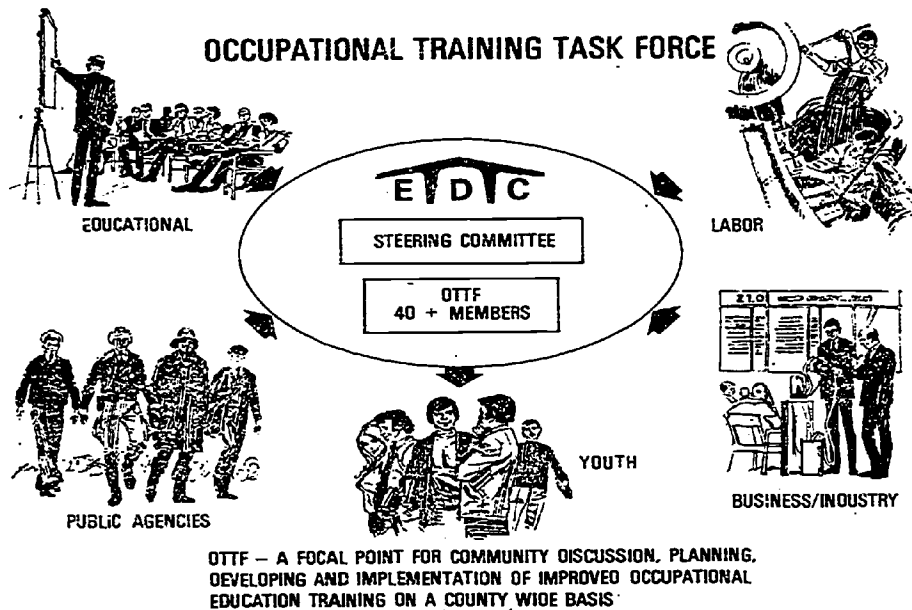 OCCUPATIONAL TRAINING TASK FORCE
EDUCATIONAL
EDC
LABOR
STEERING COMMITTEE
OTTF
40 + MEMBERS
PUBLIC AGENCIES
YOUTH
BUSINESS/INDUSTRY
OTTF – A FOCAL POINT FOR COMMUNITY DISCUSSION, PLANNING,
DEVELOPING AND IMPLEMENTATION OF IMPROVED OCCUPATIONAL
EDUCATION TRAINING ON A COUNTY WIDE BASIS